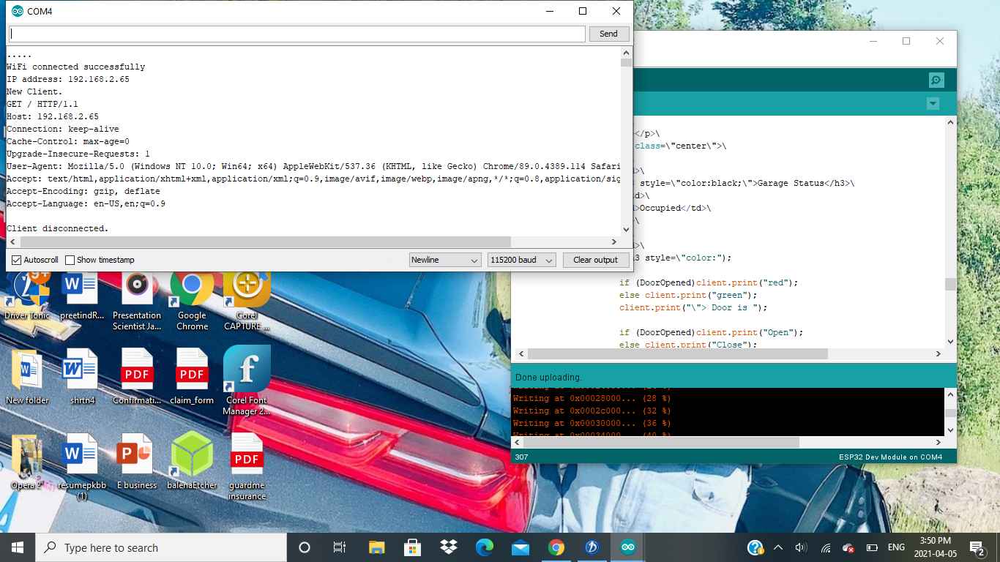 COM4
Send
.....
WiFi connected successfully
IP address: 192.168.2.65
New Client.
GET / HTTP/1.1
Host: 192.168.2.65
Connection: keep-alive
Cache-Control: max-age=0
Upgrade-Insecure-Requests: 1
User-Agent: Mozilla/5.0 (Windows NT 10.0; Win64; x64) AppleWebKit/537.36 (KHTML, like Gecko) Chrome/89.0.4389.114 Safari
Accept: text/html,application/xhtml+xml,application/xml;q=0.9,image/avif,image/webp,image/apng,*/*;q=0.8,application/sig
Accept-Encoding: gzip, deflate
Accept-Language: en-US,en;q=0.9
Client disconnected.
Autoscroll
Show timestamp
Newline
115200 baud
Clear output
</p>\
class=\"center\">\
\
style=\"color:black;\">Garage Status</h3>\
d>\
>Occupied</td>\
\
d>\
3 style=\"color:");
if (DoorOpened)client.print("red");
else client.print("green");
client.print("\"> Door is ");
if (DoorOpened)client.print("Open");
else client.print("Close");
Done uploading.
Writing at 0x00028000... (28 %)
Writing at 0x0002c000... (32 %)
Writing at 0x00030000... (36 %)
Writing at 0x00034000... (40 %)
307
ESP32 Dev Module on COM4
9+
Driver Tonic
preetindR...
Presentation
Scientist Ja...
Google
Chrome
Corel
CAPTURE ...
PDF
PDF
New folder
shrtn4
Confirmati...
claim_form
Corel Font
Manager 2...
PDF
Opera 2
resumepkbb
(1)
E business
balenaEtcher
guardme
insurance
Type here to search
ENG
3:50 PM
2021-04-05
2